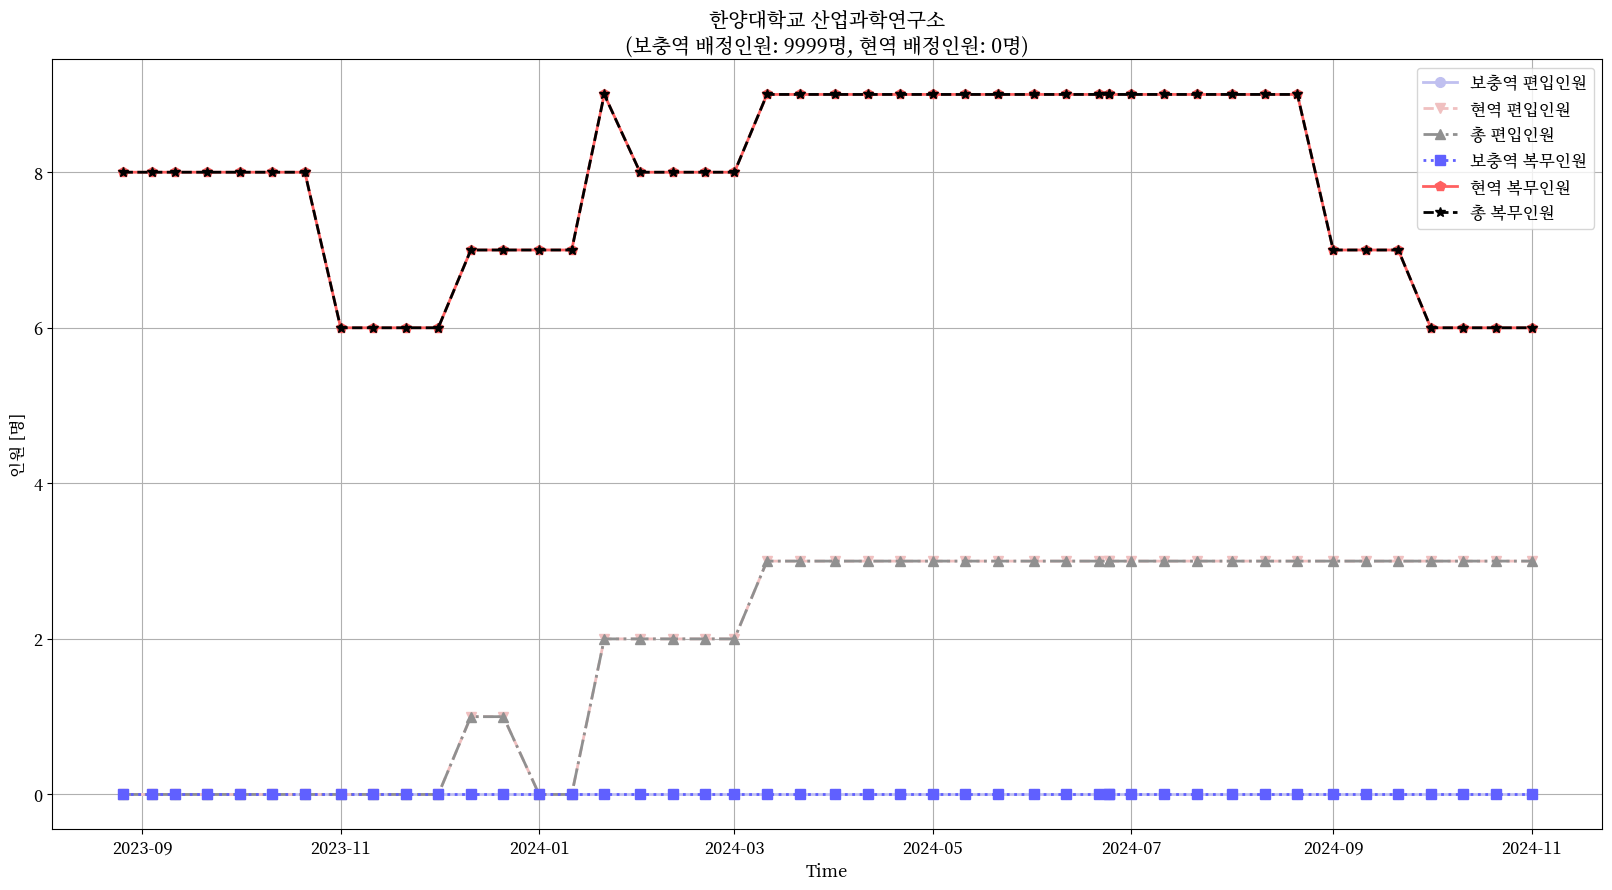 한양대학교 산업과학연구소
(보충역 배정인원: 9999명, 현역 배정인원: 0명)
보충역 편입인원
현역 편입인원
총 편입인원
보충역 복무인원
현역 복무인원
총 복무인원
인원 [명]
8
6
4
2
0
2023-09 2023-11 2024-01 2024-03 2024-05 2024-07 2024-09 2024-11
Time